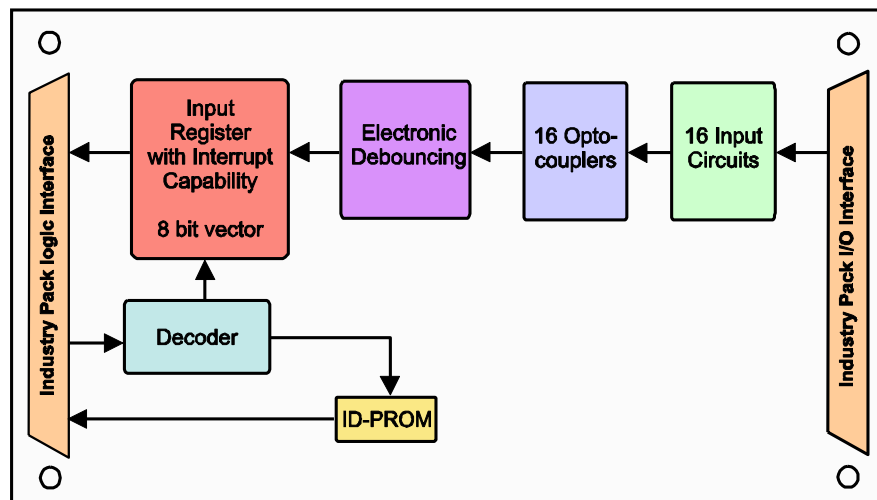 Industry Pack logic Interface
Input
Register
with Interrupt
Capability
8 bit vector
Electronic
Debouncing
16 Opto-
couplers
16 Input
Circuits
Industry Pack I/O Interface
Decoder
ID-PROM